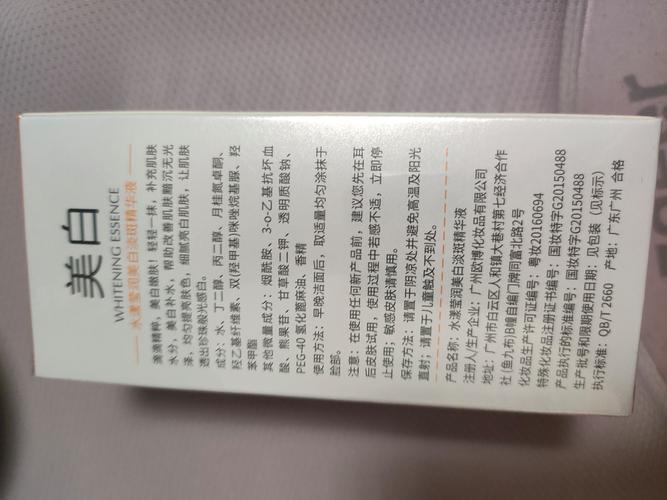 美白
WHITENING ESSENCE
水漾莹润美白淡斑精华液
滴滴精粹，美白嫩肤！轻轻一抹，补充肌肤
水分，美白补水，帮助改善肌肤黯沉无光
泽，均匀提亮肤色，细腻亮白肌肤，让肌肤
透出珍珠般光感白。
成分：水、丁二醇、丙二醇、月桂氮䓬酮、
羟乙基纤维素、双(羟甲基)咪唑烷基脲、羟
苯甲酯
其他微量成分：烟酰胺、3-o-乙基抗坏血
酸、熊果苷、甘草酸二钾、透明质酸钠、
PEG-40 氢化蓖麻油、香精
使用方法：早晚洁面后，取适量均匀涂抹于
脸部。
注意：在使用任何新产品前，建议您先在耳
后皮肤试用，使用过程中若感不适，立即停
止使用；敏感皮肤请慎用。
保存方法：请置于阴凉处并避免高温及阳光
直射；请置于儿童触及不到处。
产品名称：水漾莹润美白淡斑精华液
注册人/生产企业：广州欧博化妆品有限公司
地址：广州市白云区人和镇大巷村第七经济合作
社 (鱼九布)B幢自编厂牌同富北路2号
化妆品生产许可证编号：粤妆20160694
特殊化妆品注册证书编号：国妆特字G20150488
产品执行的标准编号：国妆特字G20150488
生产批号和限期使用日期：见包装（见标示）
执行标准：QB/T 2660 产地：广东广州 合格